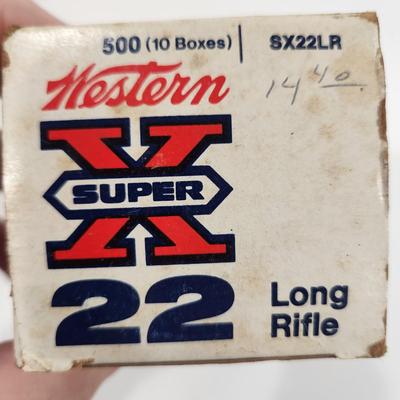 500 (10 Boxes) SX22LR
Western
14 40
X
SUPER
22 Long
Rifle